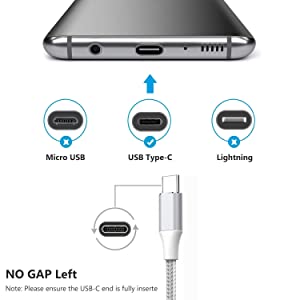 Micro USB
USB Type-C
Lightning
NO GAP Left
Note: Please ensure the USB-C end is fully inserte